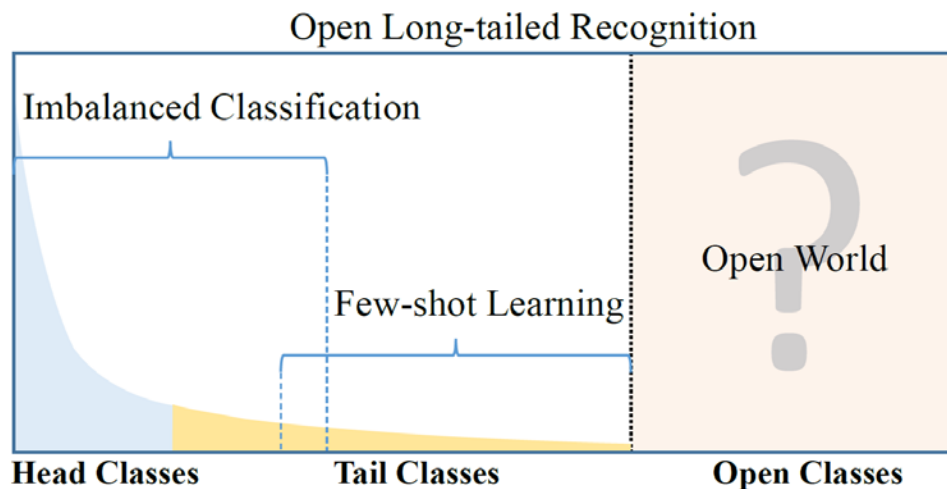 Open Long-tailed Recognition
Imbalanced Classification
Few-shot Learning
Open World
?
Head Classes
Tail Classes
Open Classes